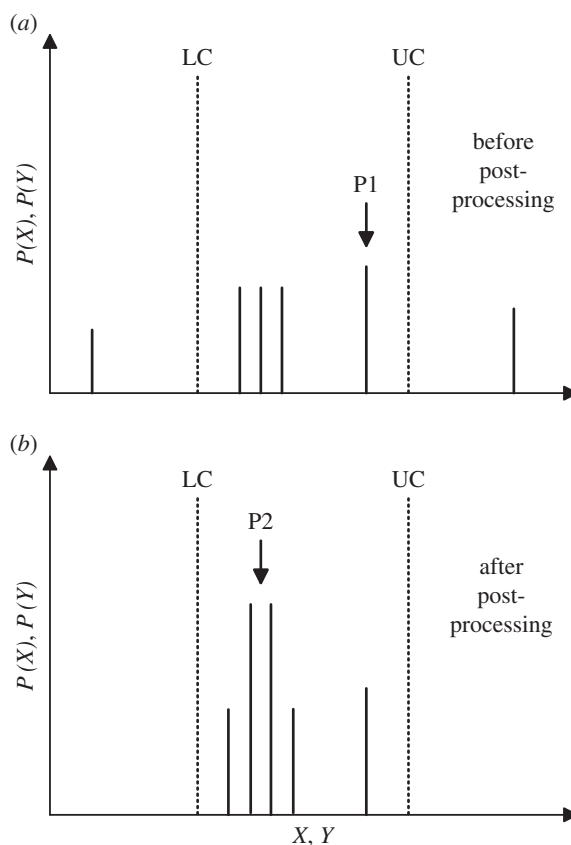 (a)
LC
UC
before
post-
processing
P1
P(X), P(Y)
(b)
LC
UC
P2
after
post-
processing
P(X), P(Y)
X, Y